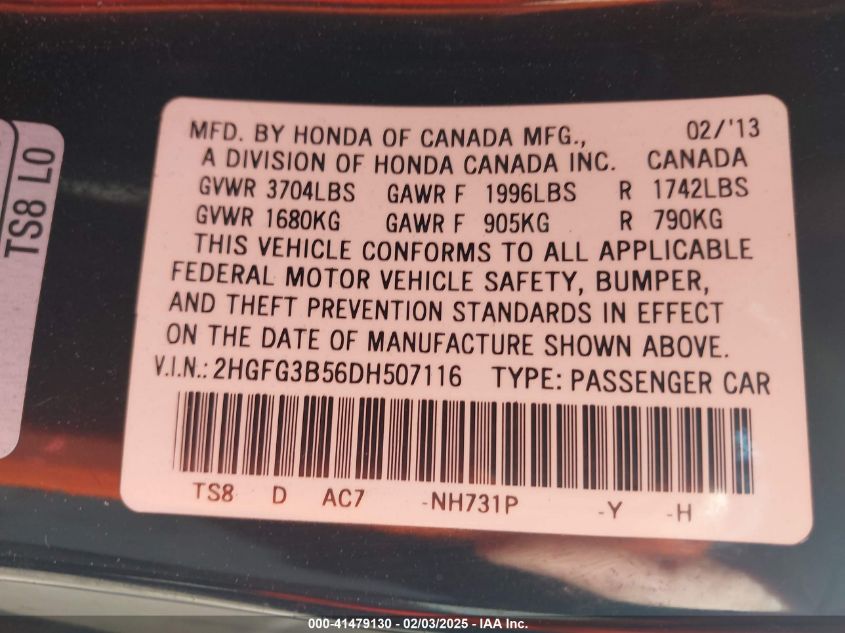 MFD. BY HONDA OF CANADA MFG., 02/'13
A DIVISION OF HONDA CANADA INC. CANADA
GVWR 3704LBS GAWR F 1996LBS R 1742LBS
GVWR 1680KG GAWR F 905KG R 790KG
THIS VEHICLE CONFORMS TO ALL APPLICABLE
FEDERAL MOTOR VEHICLE SAFETY, BUMPER,
AND THEFT PREVENTION STANDARDS IN EFFECT
ON THE DATE OF MANUFACTURE SHOWN ABOVE.
V.I.N.: 2HGFG3B56DH507116 TYPE: PASSENGER CAR
TS8 D AC7 -NH731P -Y -H
TS8 L0
000-41479130 - 02/03/2025 - IAA Inc.